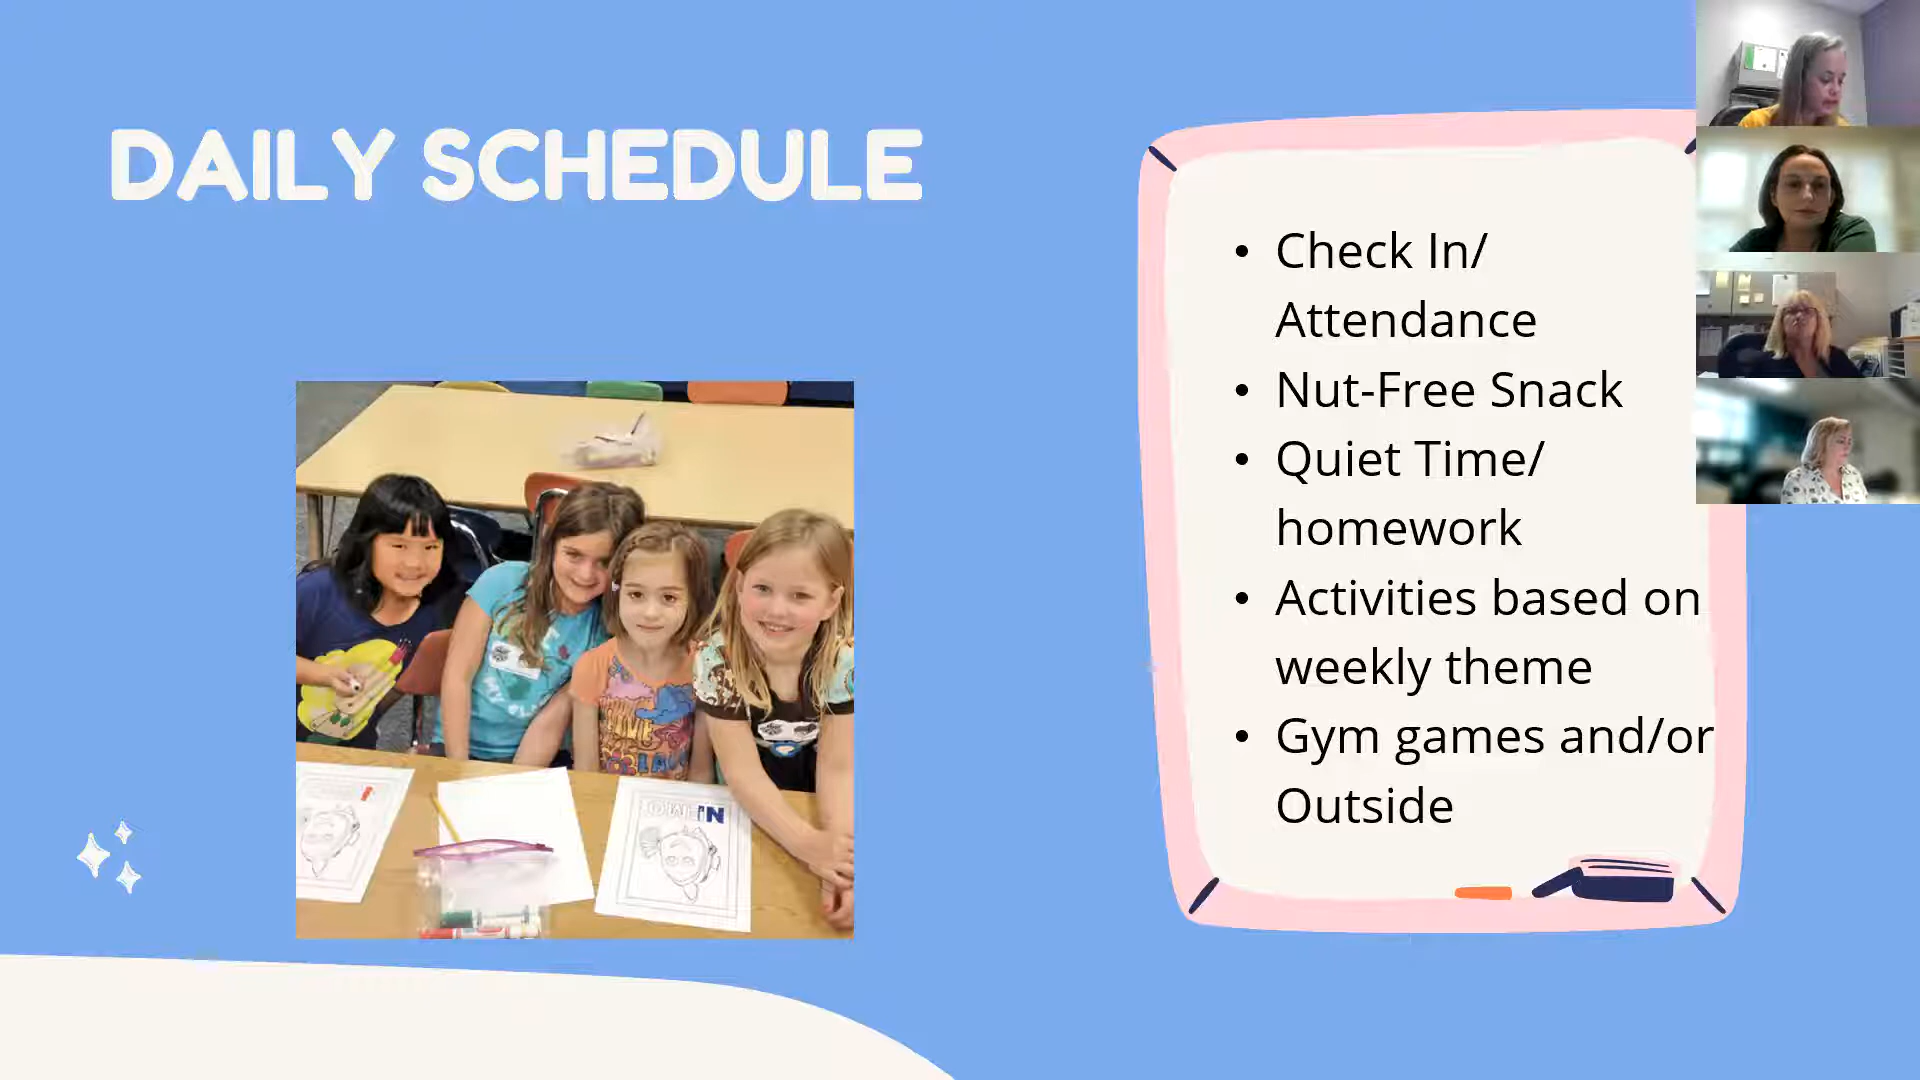 DAILY SCHEDULE
• Check In/
Attendance
• Nut-Free Snack
• Quiet Time/
homework
• Activities based on
weekly theme
• Gym games and/or
Outside